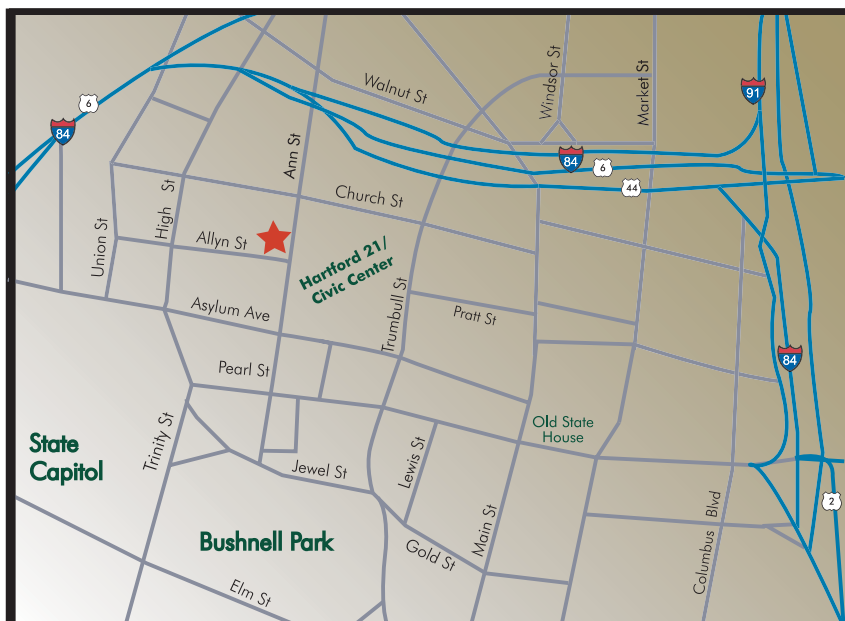 Windsor St
Market St
91
Walnut St
6
84
Ann St
84
6
44
Church St
High St
Union St
Allyn St
Hartford 21/
Civic Center
Asylum Ave
Trumbull St
Pratt St
84
Pearl St
Old State
House
Trinity St
State
Capitol
Lewis St
Jewel St
Main St
Columbus Blvd
2
Bushnell Park
Gold St
Elm St